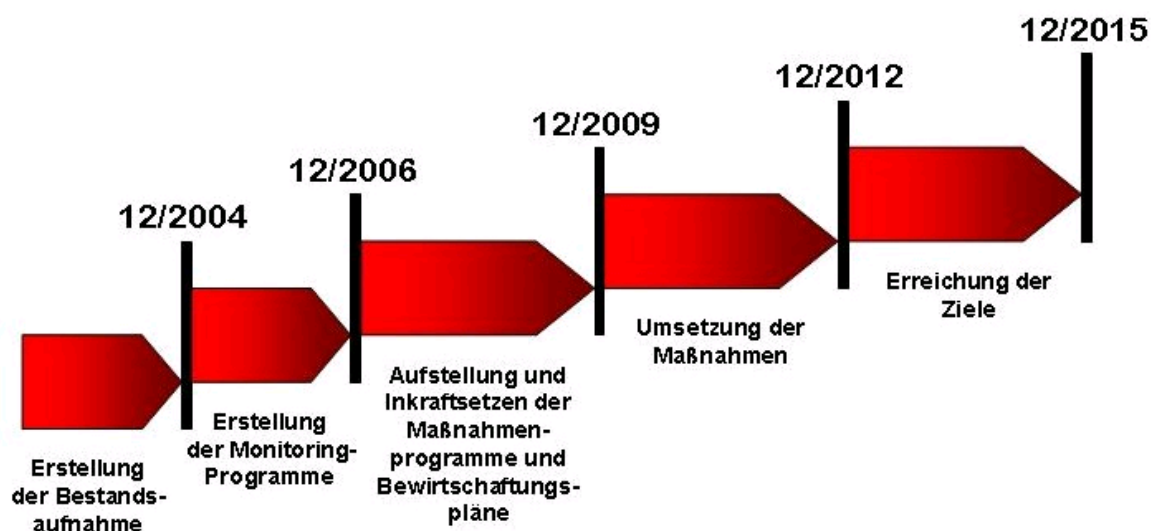 12/2004
12/2006
12/2009
12/2012
12/2015
Erstellung
der Bestands-
aufnahme
Erstellung
der Monitoring-
Programme
Aufstellung und
Inkraftsetzen der
Maßnahmen-
programme und
Bewirtschaftungs-
pläne
Umsetzung der
Maßnahmen
Erreichung der
Ziele